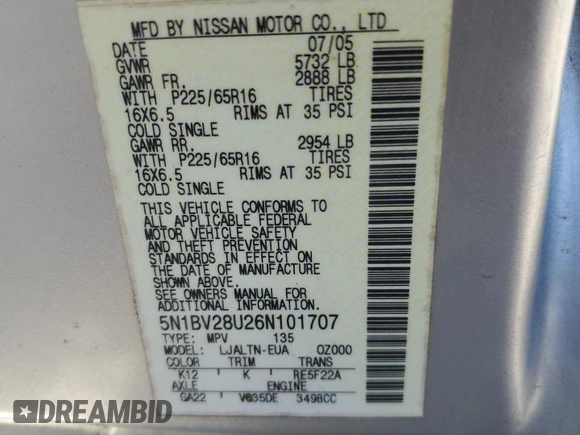 MFD BY NISSAN MOTOR CO., LTD
DATE 07/05
GVWR 5732 LB
GAWR FR. 2888 LB
WITH P225/65R16 TIRES
16X6.5 RIMS AT 35 PSI
COLD SINGLE
GAWR RR. 2954 LB
WITH P225/65R16 TIRES
16X6.5 RIMS AT 35 PSI
COLD SINGLE
THIS VEHICLE CONFORMS TO
ALL APPLICABLE FEDERAL
MOTOR VEHICLE SAFETY
AND THEFT PREVENTION
STANDARDS IN EFFECT ON
THE DATE OF MANUFACTURE
SHOWN ABOVE.
SEE OWNERS MANUAL FOR
ADDITIONAL INFORMATION.
5N1BV28U26N101707
TYPE: MPV 135
MODEL: LJALTN-EUA 0Z000
COLOR TRIM TRANS
K12 K RE5F22A
AXLE ENGINE
GA22 VQ35DE 3498CC
DREAMBID